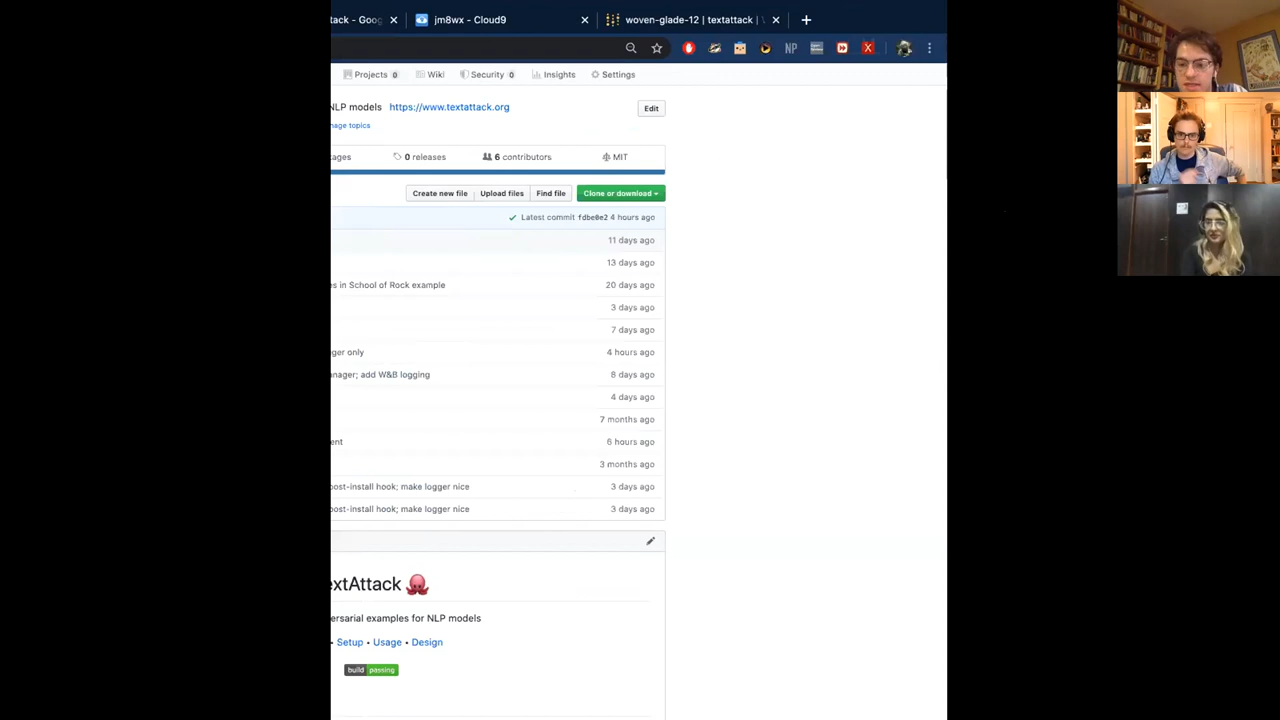 tack - Goog
jm8wx - Cloud9
woven-glade-12 | textattack |
NP
Projects 0
Wiki
Security 0
Insights
Settings
NLP models https://www.textattack.org
Edit
nage topics
kages
0 releases
6 contributors
MIT
Create new file
Upload files
Find file
Clone or download
Latest commit fdbe0e2 4 hours ago
11 days ago
13 days ago
es in School of Rock example
20 days ago
3 days ago
7 days ago
ger only
4 hours ago
anager; add W&B logging
8 days ago
4 days ago
7 months ago
ent
6 hours ago
3 months ago
post-install hook; make logger nice
3 days ago
post-install hook; make logger nice
3 days ago
extAttack
ersarial examples for NLP models
• Setup • Usage • Design
build passing